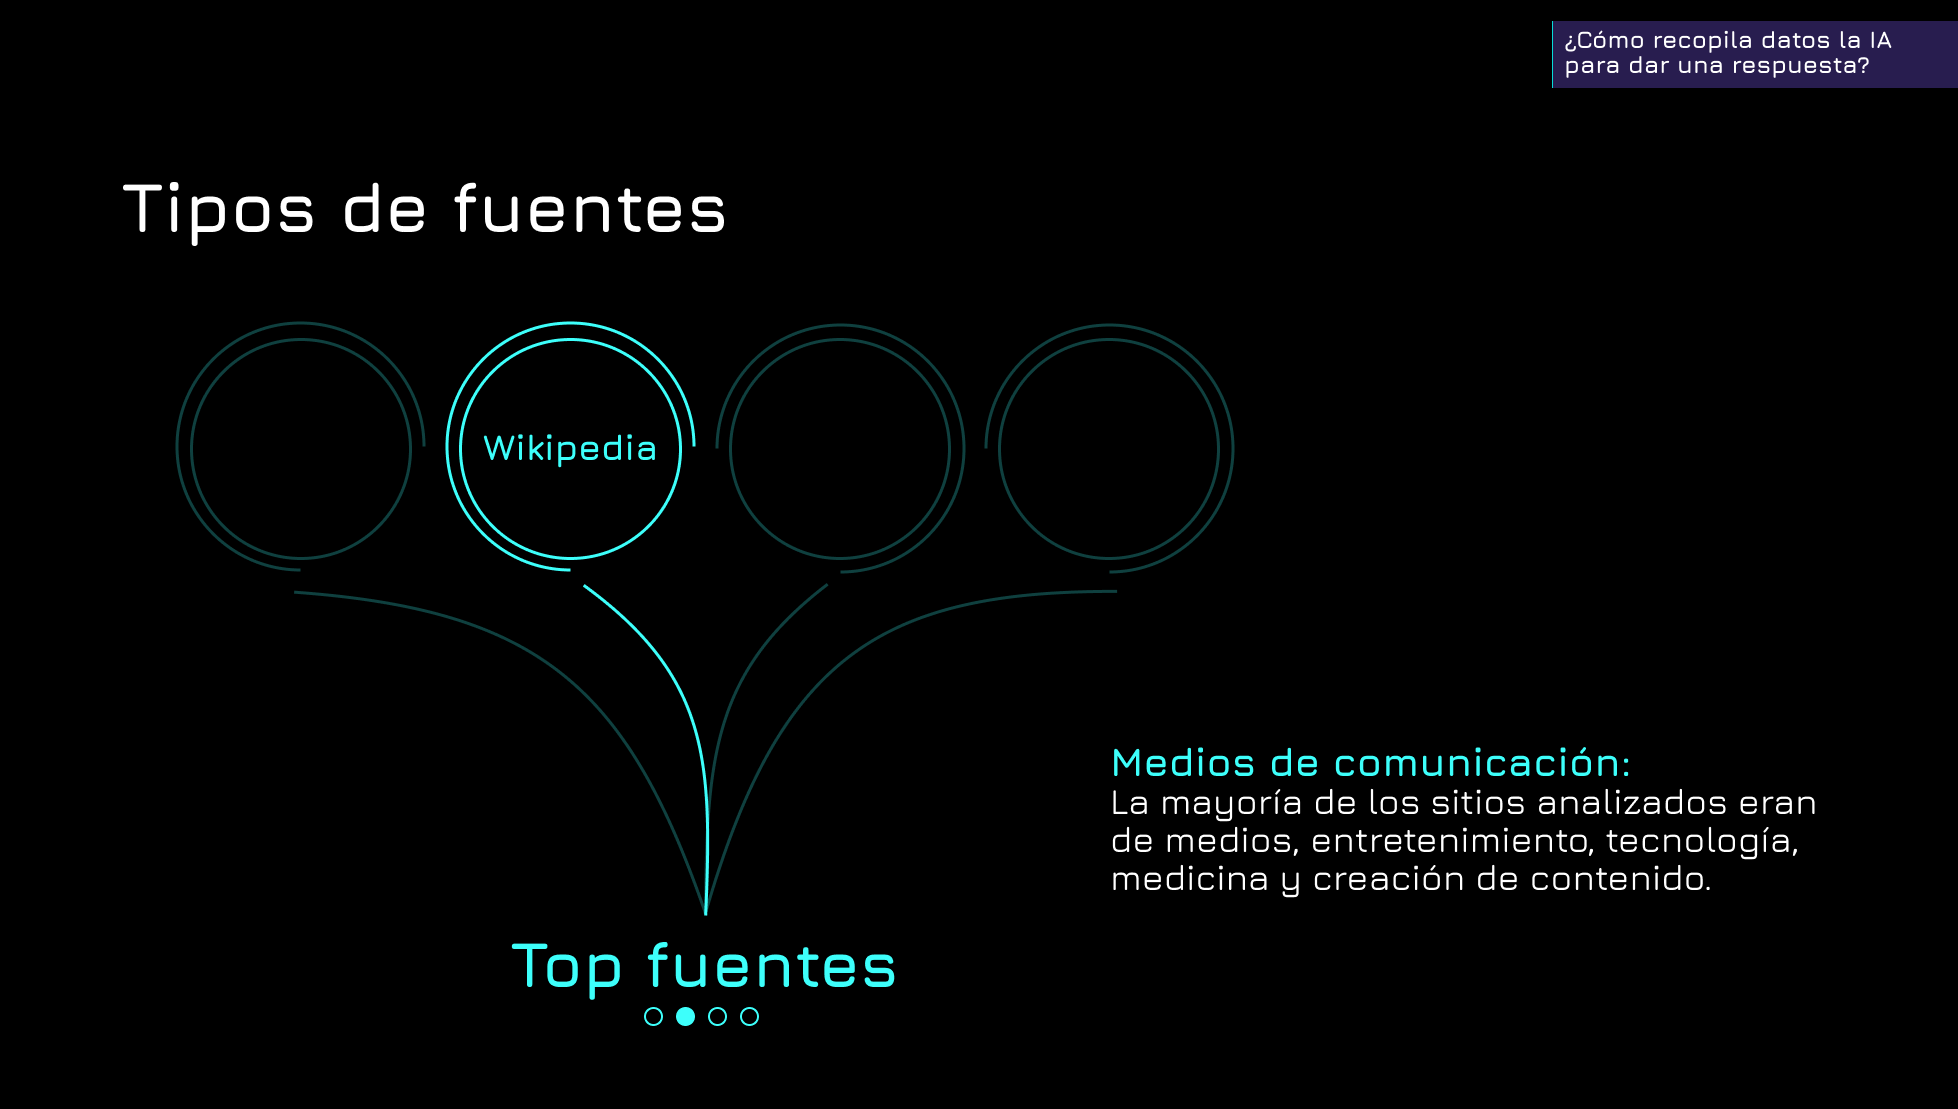 ¿Cómo recopila datos la IA
para dar una respuesta?
Tipos de fuentes
Wikipedia
Medios de comunicación:
La mayoría de los sitios analizados eran
de medios, entretenimiento, tecnología,
medicina y creación de contenido.
Top fuentes